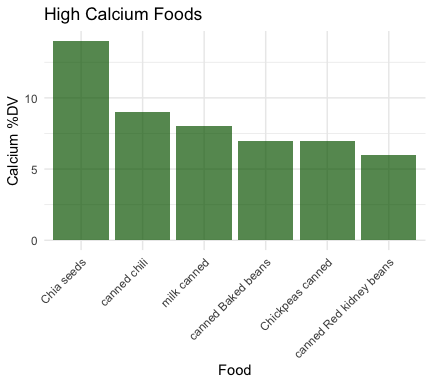 High Calcium Foods
Calcium %DV
10
5
0
Chia seeds
canned chili
milk canned
canned Baked beans
Chickpeas canned
canned Red kidney beans
Food